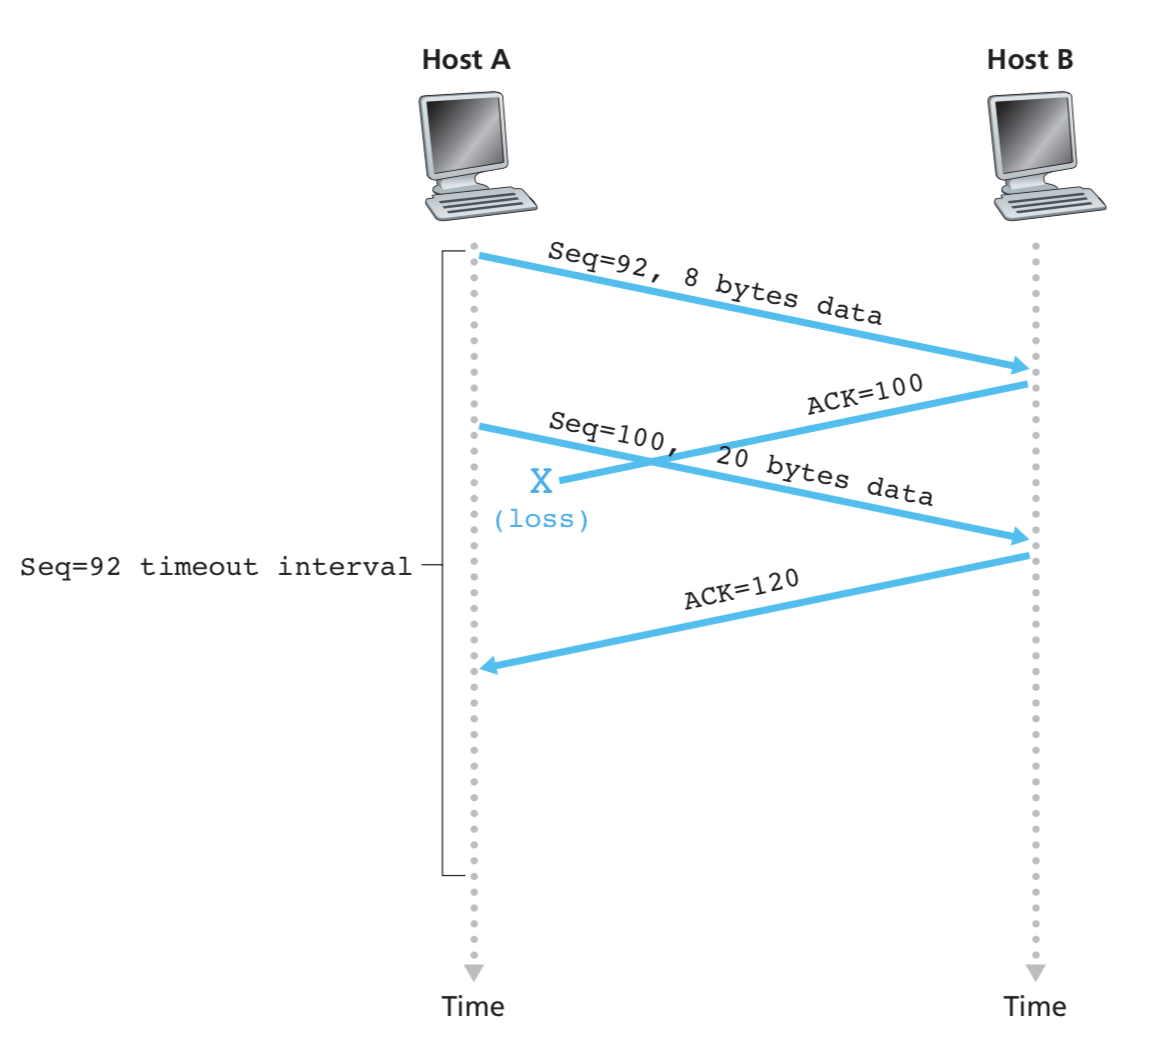 Host A
Host B
Seq=92, 8 bytes data
ACK=100
Seq=100, 20 bytes data
X
(loss)
Seq=92 timeout interval
ACK=120
Time
Time